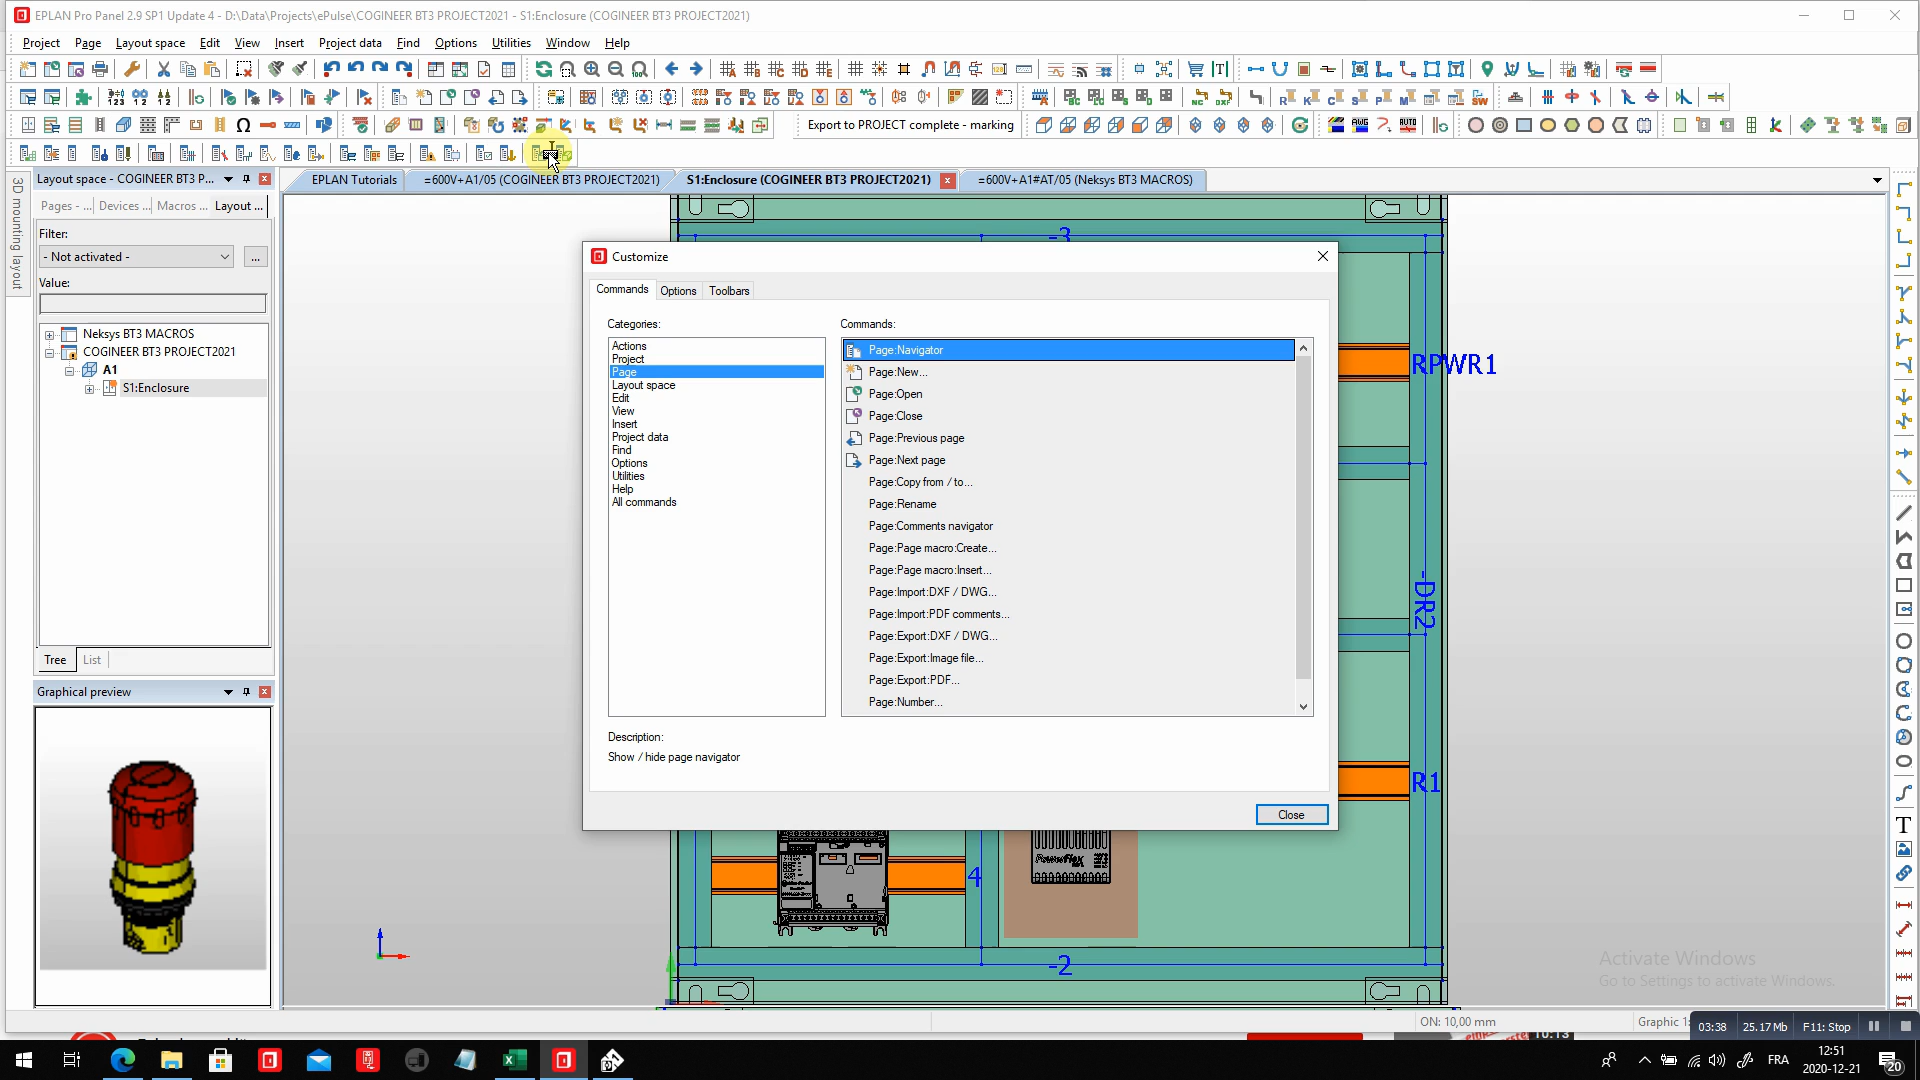 EPLAN Pro Panel 2.9 SP1 Update 4 - D:\Data\Projects\ePulse\COGINEER BT3 PROJECT2021 - S1:Enclosure (COGINEER BT3 PROJECT2021)
Project Page Layout space Edit View Insert Project data Find Options Utilities Window Help
Export to PROJECT complete - marking
Layout space - COGINEER BT3 P...
EPLAN Tutorials
=600V+A1/05 (COGINEER BT3 PROJECT2021)
S1:Enclosure (COGINEER BT3 PROJECT2021)
=600V+A1#AT/05 (Neksys BT3 MACROS)
3D mounting layout
Pages - ... Devices ... Macros ... Layout ...
Filter:
- Not activated -
...
Value:
Neksys BT3 MACROS
COGINEER BT3 PROJECT2021
A1
S1:Enclosure
Tree List
Graphical preview
-3
RPWR1
-DR2
R1
4
-2
PowerFlex
Customize
Commands Options Toolbars
Categories:
Actions
Project
Page
Layout space
Edit
View
Insert
Project data
Find
Options
Utilities
Help
All commands
Commands:
Page:Navigator
Page:New...
Page:Open
Page:Close
Page:Previous page
Page:Next page
Page:Copy from / to...
Page:Rename
Page:Comments navigator
Page:Page macro:Create...
Page:Page macro:Insert...
Page:Import:DXF / DWG...
Page:Import:PDF comments...
Page:Export:DXF / DWG...
Page:Export:Image file...
Page:Export:PDF...
Page:Number...
Description:
Show / hide page navigator
Close
Activate Windows
Go to Settings to activate Windows.
ON: 10,00 mm
Graphic 1:
03:38 25.17 Mb F11: Stop
10:13
FRA
12:51
2020-12-21
20